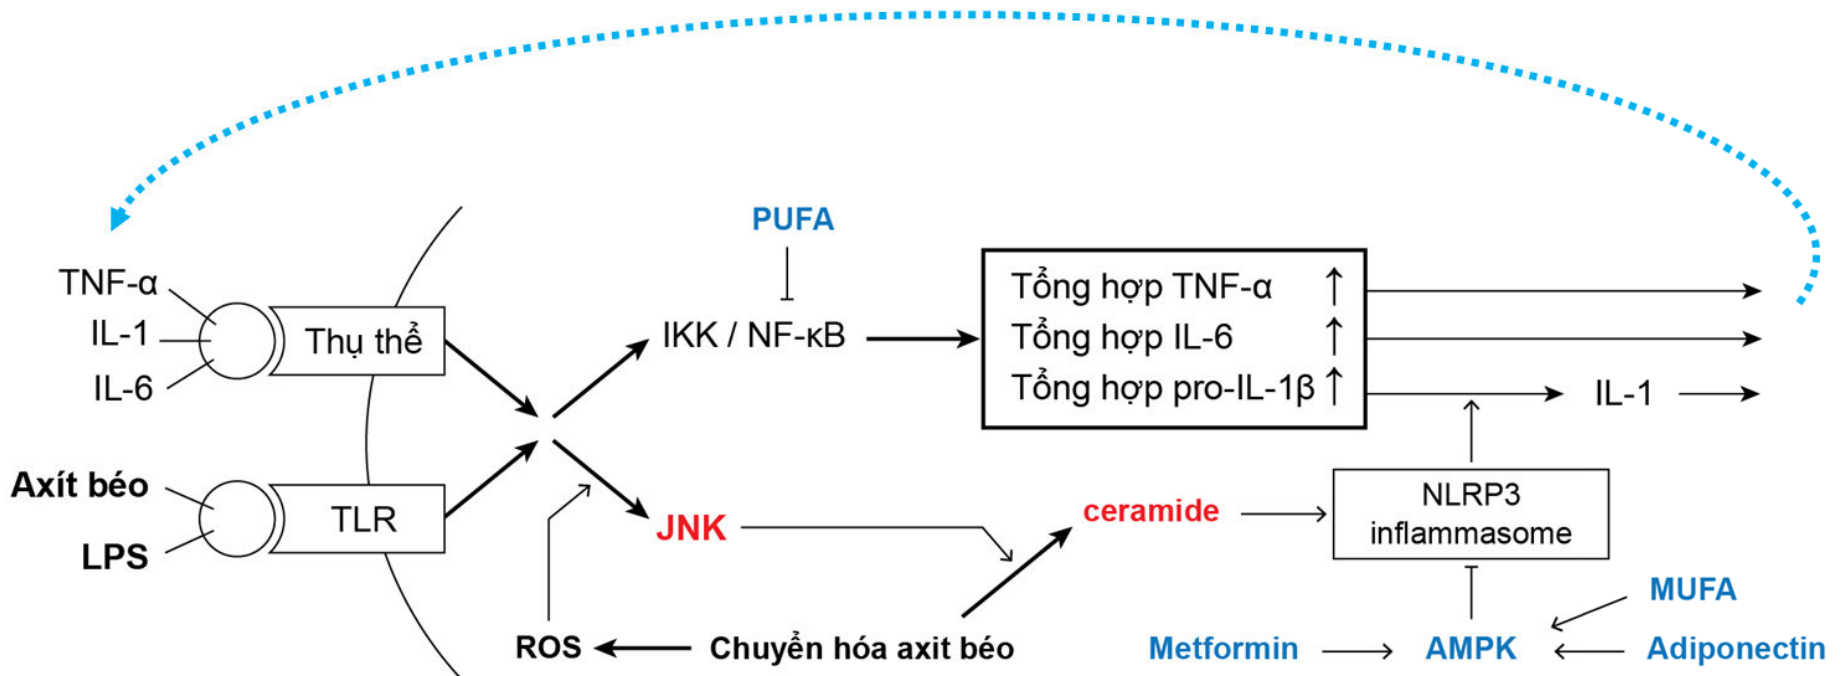 PUFA
TNF-α
IL-1
IL-6
Thụ thể
IKK / NF-κB
Tổng hợp TNF-α ↑
Tổng hợp IL-6 ↑
Tổng hợp pro-IL-1β ↑
IL-1
Axít béo
LPS
TLR
JNK
ceramide
NLRP3
inflammasome
ROS
Chuyển hóa axit béo
Metformin
AMPK
MUFA
Adiponectin